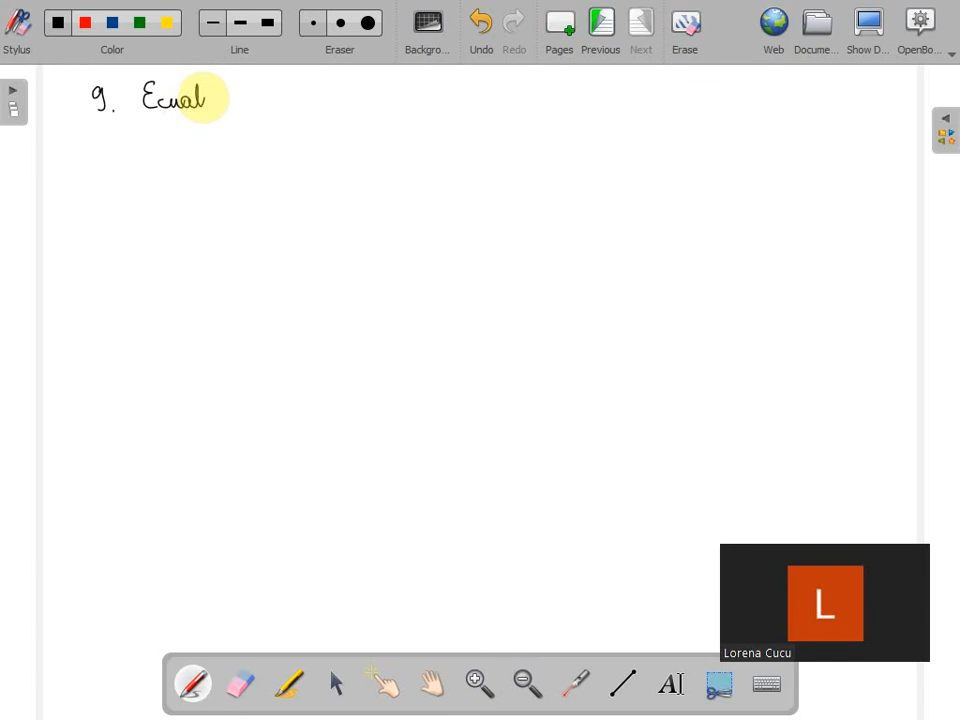 Stylus
Color
Line
Eraser
Backgro...
Undo
Redo
Pages
Previous
Next
Erase
Web
Docume...
Show D...
OpenBo...
9. Ecual
L
Lorena Cucu
AI